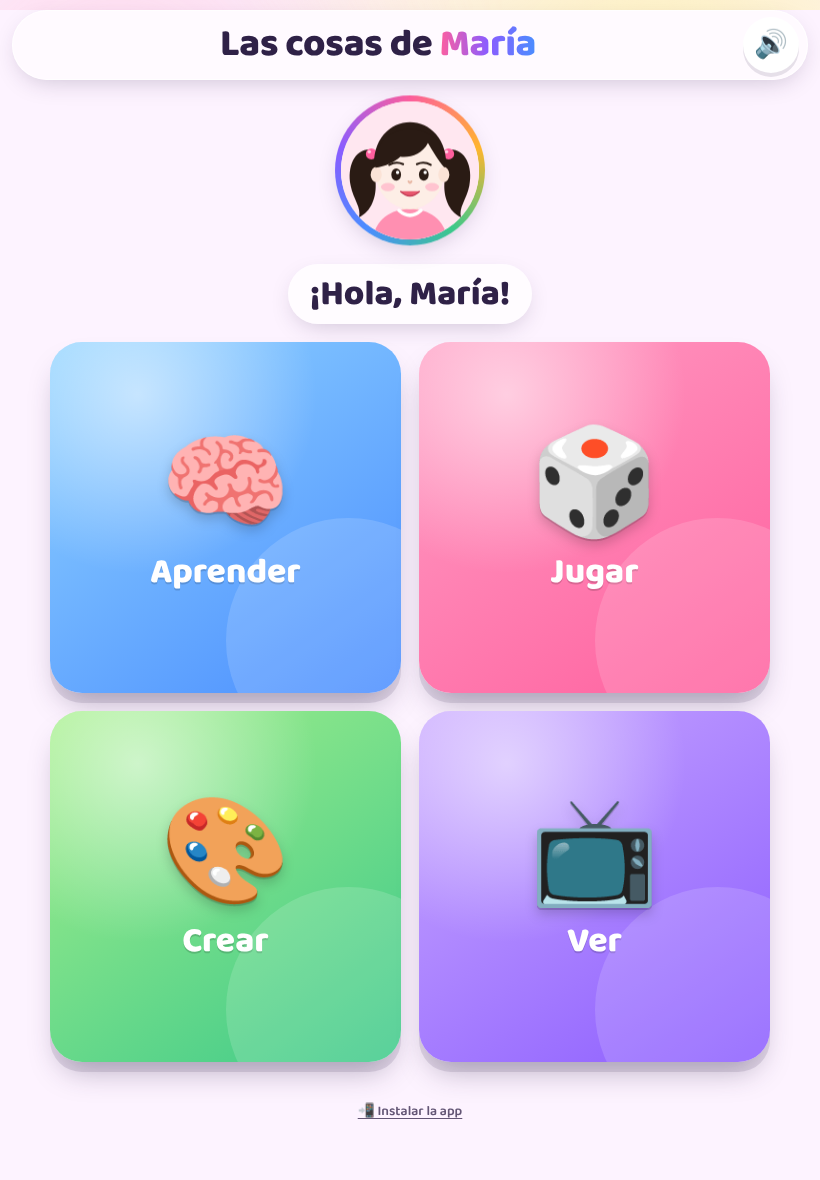 Las cosas de María
¡Hola, María!
Aprender
Jugar
Crear
Ver
Instalar la app